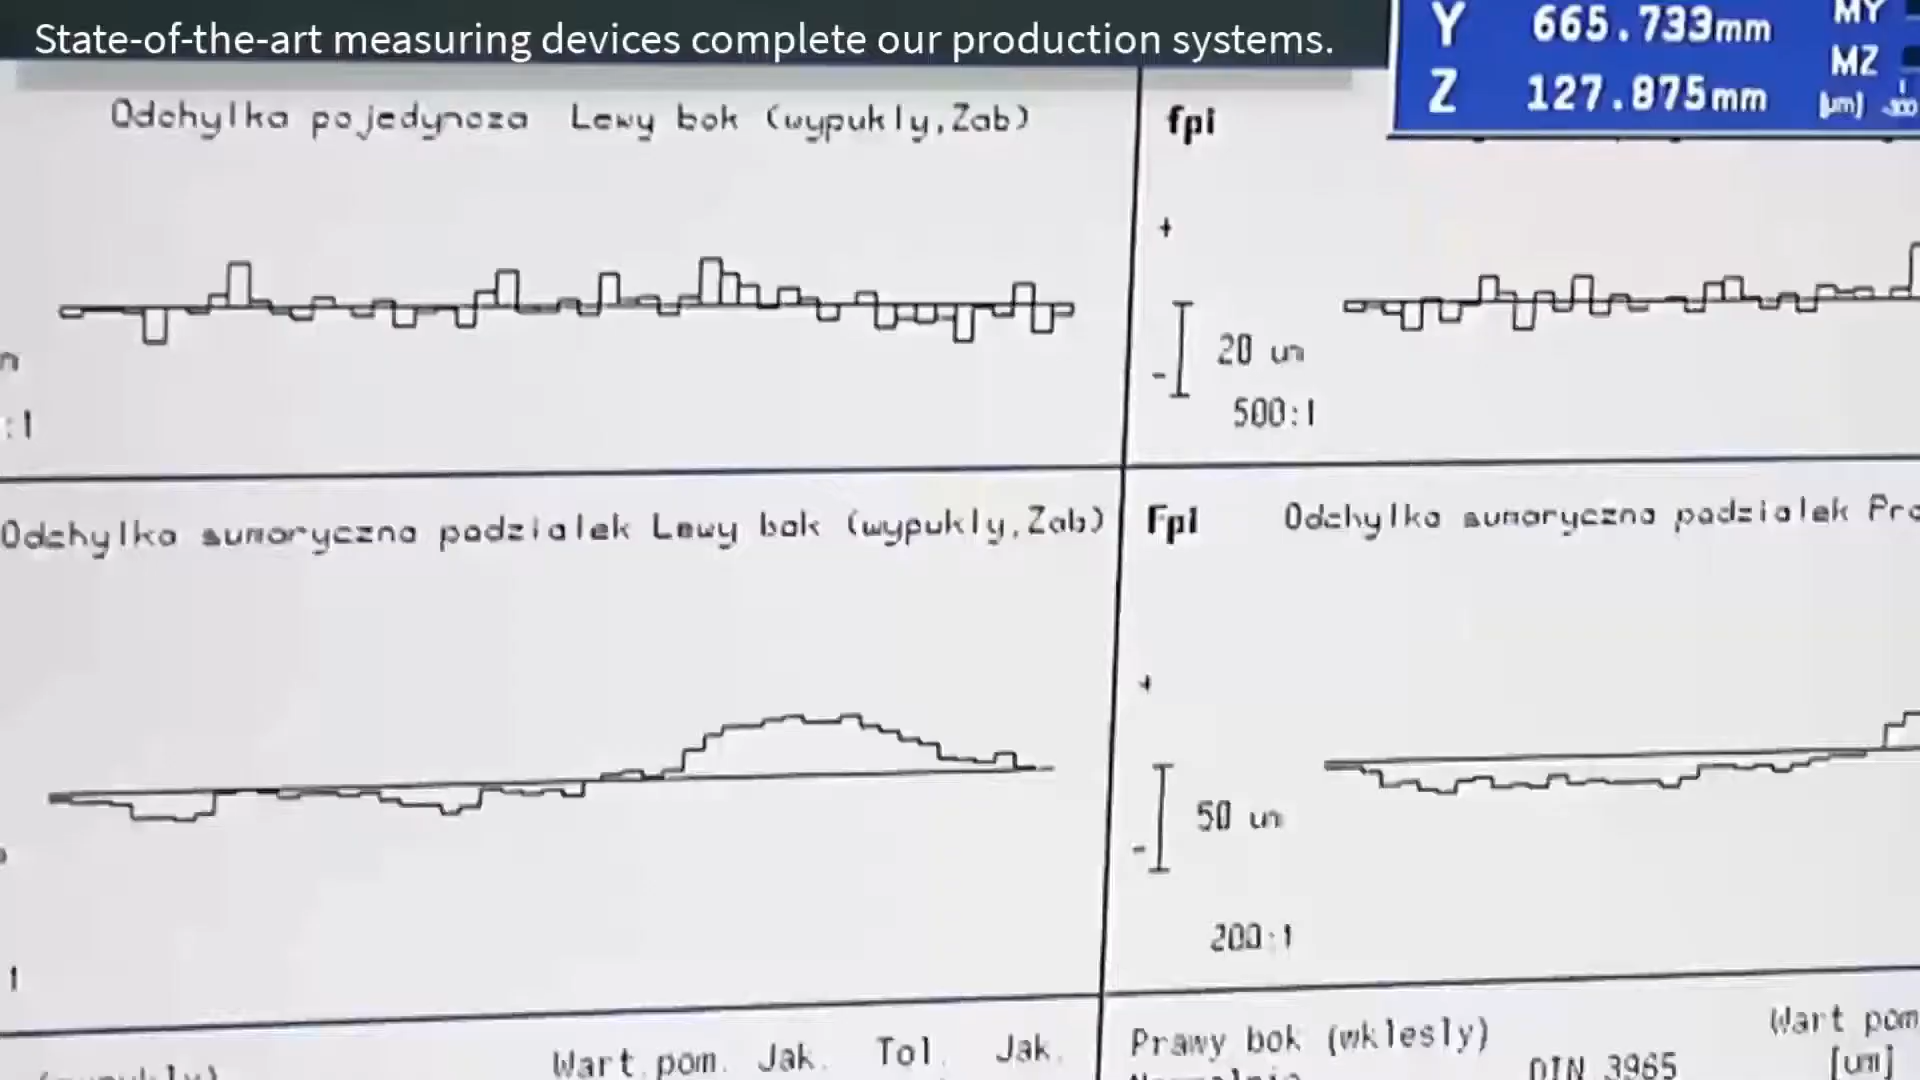 State-of-the-art measuring devices complete our production systems.
Y 665.733mm MY
Z 127.875mm MZ
[µm] -300
Odchylka pojedyncza Lewy bok (wypukly,Zab)
fpi
+
20 um
-
500:1
:1
Odchylka sumaryczna podzialek Lewy bok (wypukly,Zab)
Fpi
Odchylka sumaryczna podzialek Pra
+
50 um
-
200:1
1
Wart.pom. Jak. Tol. Jak.
Prawy bok (wklesly)
DIN 3965
Wart pom
[um]